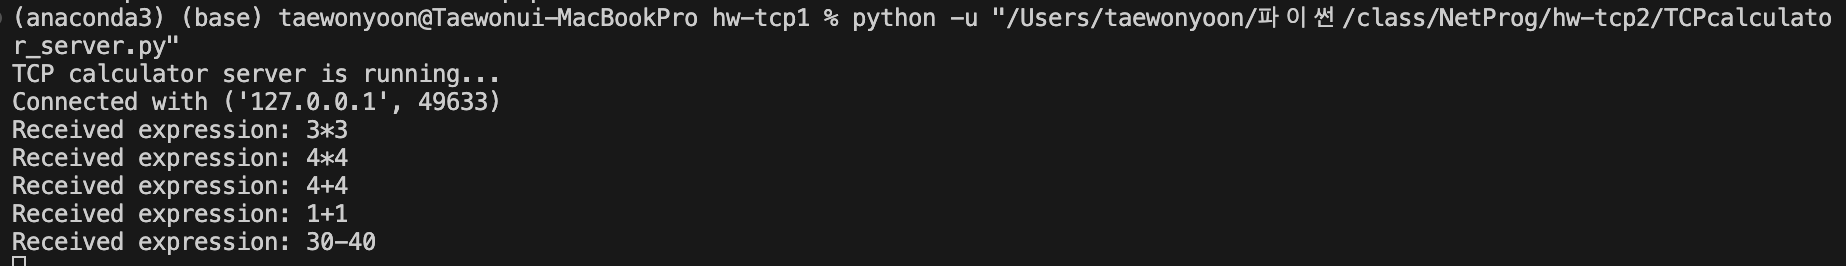 (anaconda3) (base) taewonyoon@Taewonui-MacBookPro hw-tcp1 % python -u "/Users/taewonyoon/파이썬/class/NetProg/hw-tcp2/TCPcalculato
r_server.py"
TCP calculator server is running...
Connected with ('127.0.0.1', 49633)
Received expression: 3*3
Received expression: 4*4
Received expression: 4+4
Received expression: 1+1
Received expression: 30-40